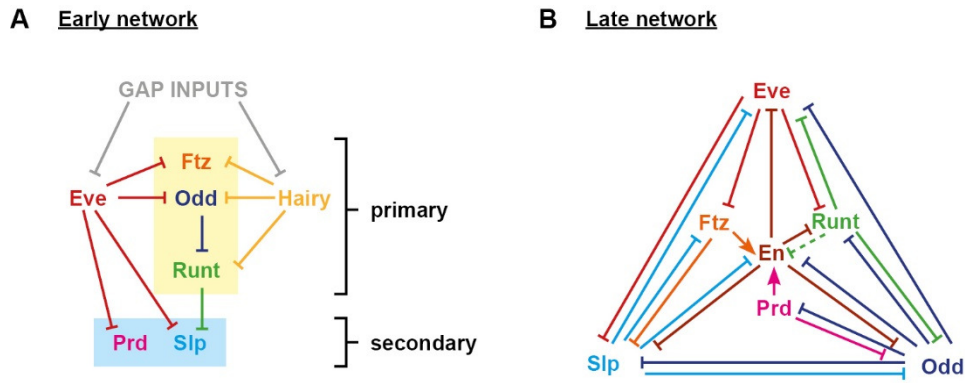 A Early network
GAP INPUTS
Ftz
Eve Odd Hairy
Runt
Prd Slp
primary
secondary
B Late network
Eve
Ftz Runt
En
Prd
Slp Odd